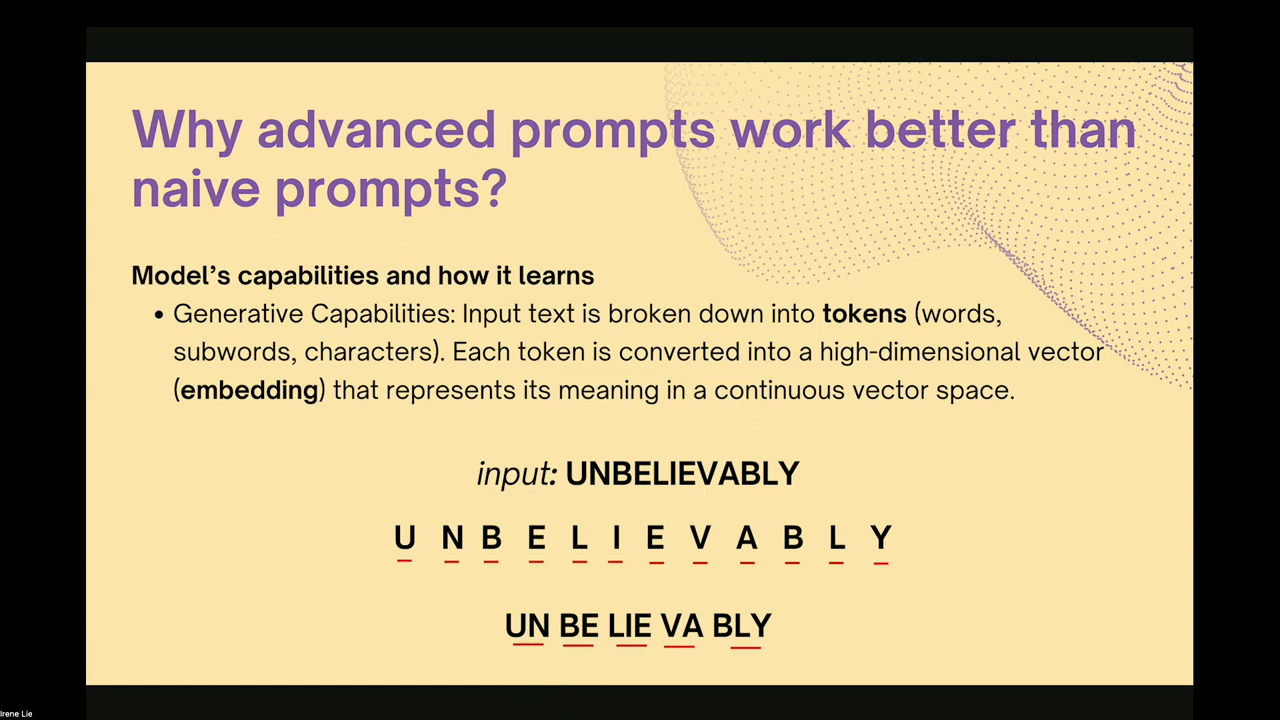 Why advanced prompts work better than
naive prompts?
Model’s capabilities and how it learns
• Generative Capabilities: Input text is broken down into tokens (words,
subwords, characters). Each token is converted into a high-dimensional vector
(embedding) that represents its meaning in a continuous vector space.
input: UNBELIEVABLY
U N B E L I E V A B L Y
UN BE LIE VA BLY
Irene Lie